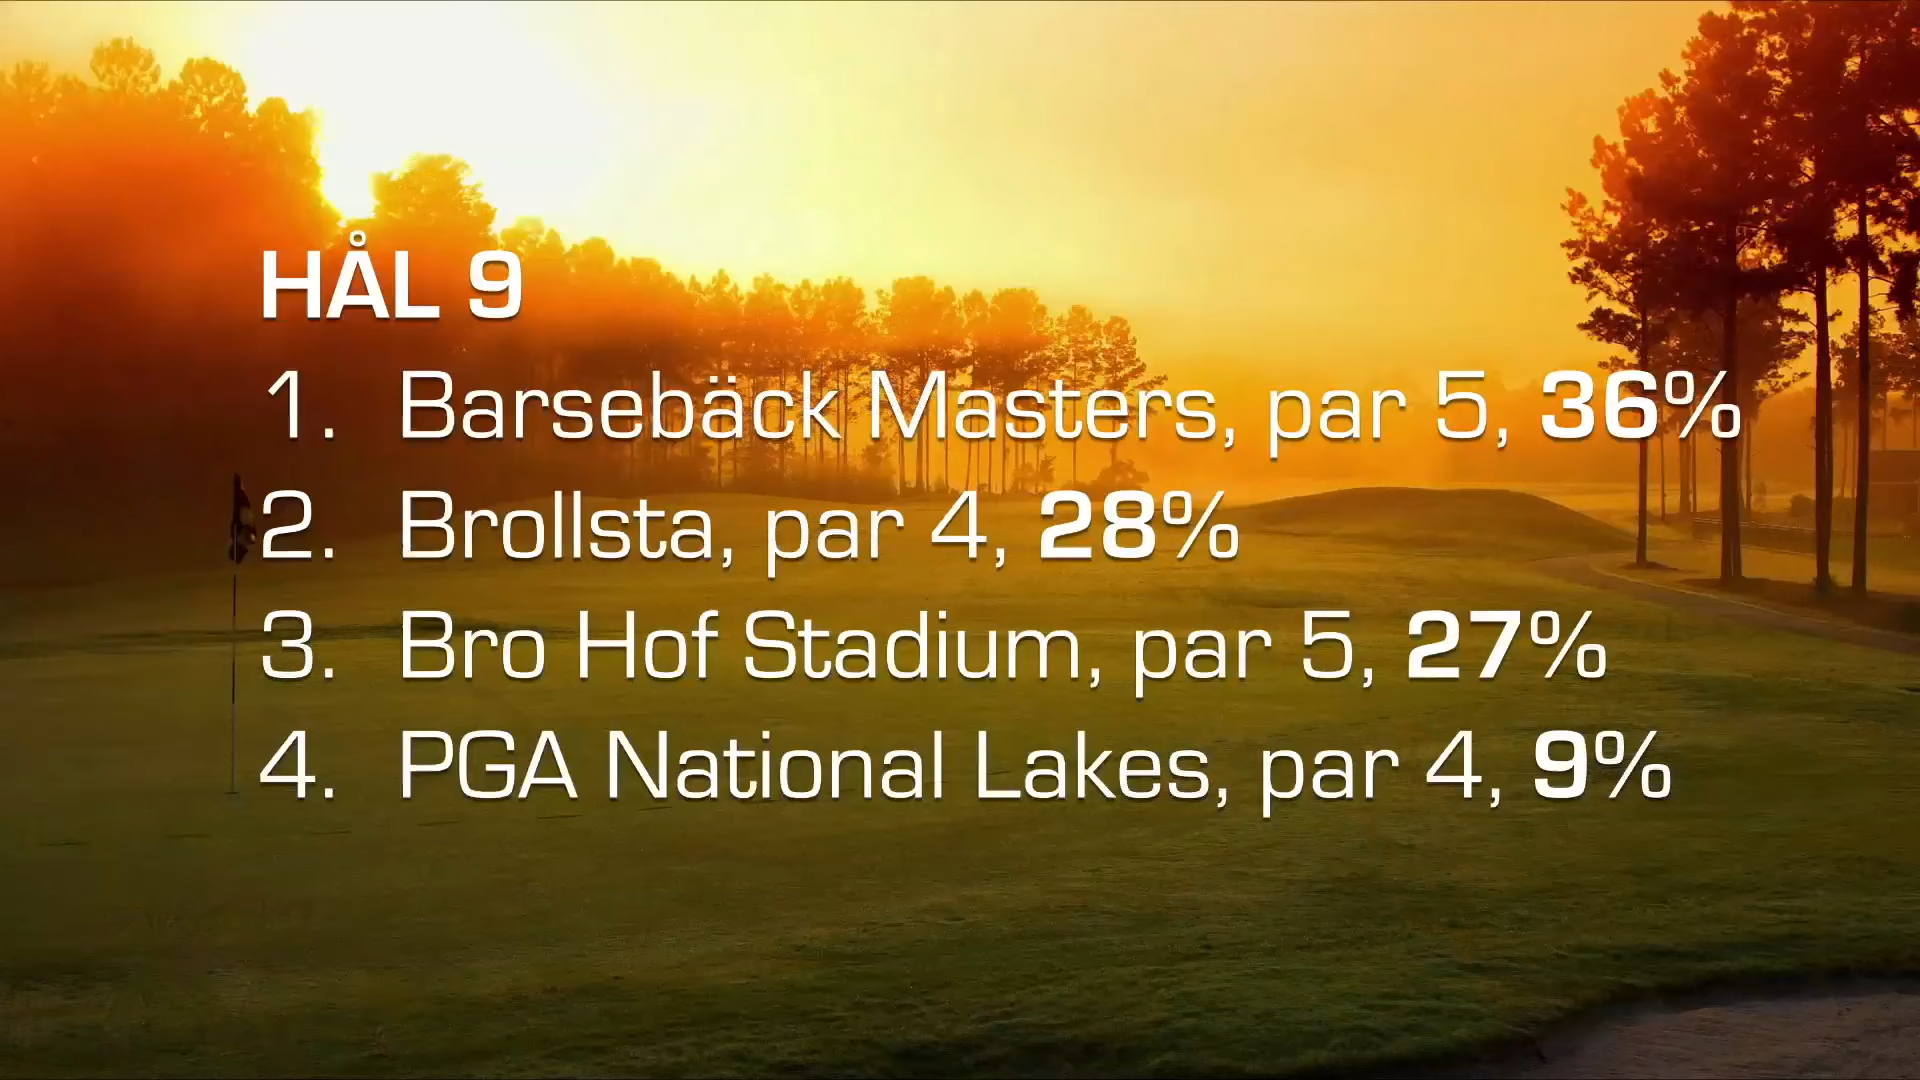 HÅL 9
1. Barsebäck Masters, par 5, 36%
2. Brollsta, par 4, 28%
3. Bro Hof Stadium, par 5, 27%
4. PGA National Lakes, par 4, 9%